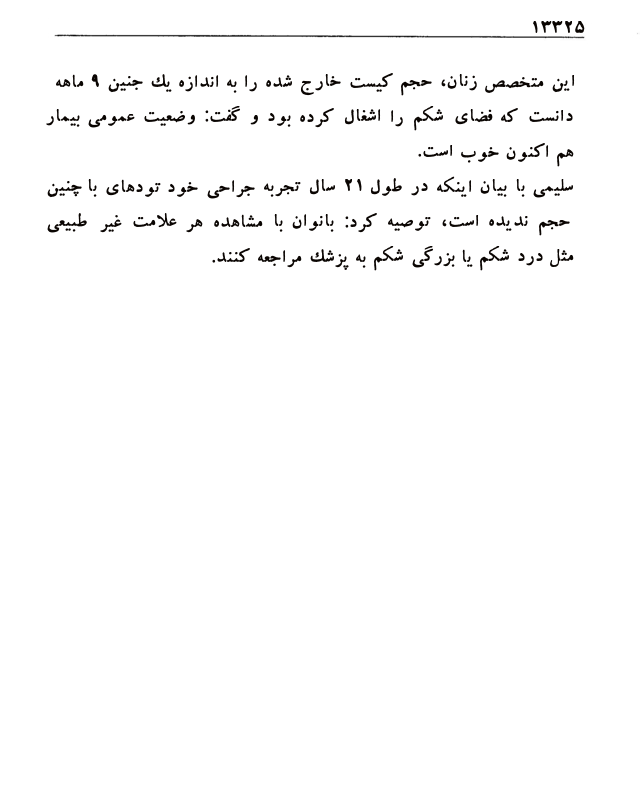 ۱۳۳۲۵
این متخصص زنان، حجم کیست خارج شده را به اندازه یك جنین ۹ ماهه
دانست که فضای شکم را اشغال کرده بود و گفت: وضعیت عمومی بیمار
هم اکنون خوب است.
سلیمی با بیان اینکه در طول ۲۱ سال تجربه جراحی خود تودهای با چنین
حجم ندیده است، توصیه کرد: بانوان با مشاهده هر علامت غیر طبیعی
مثل درد شکم یا بزرگی شکم به پزشك مراجعه کنند.